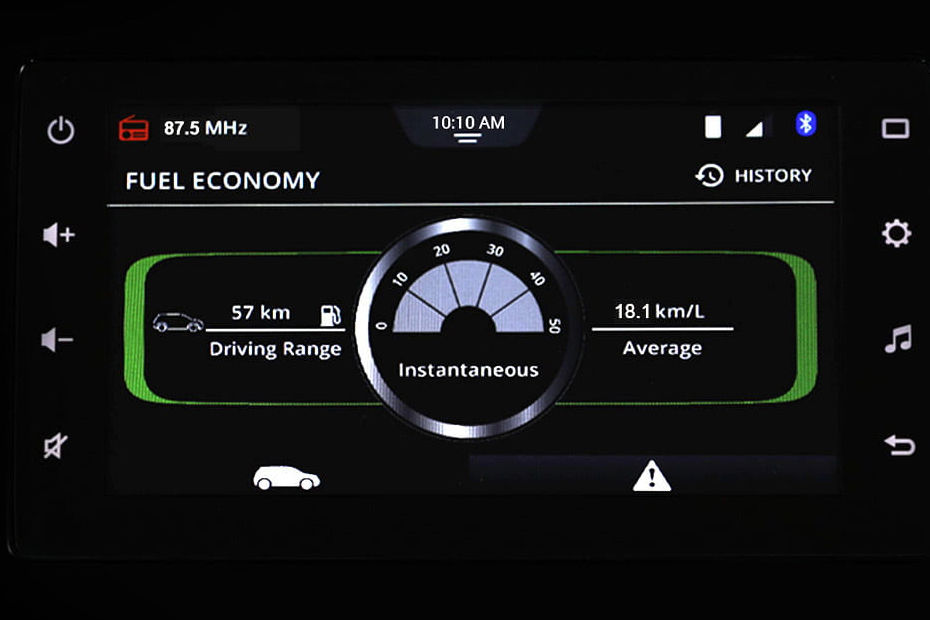 87.5 MHz
10:10 AM
FUEL ECONOMY
HISTORY
0 10 20 30 40 50
57 km
Driving Range
Instantaneous
18.1 km/L
Average